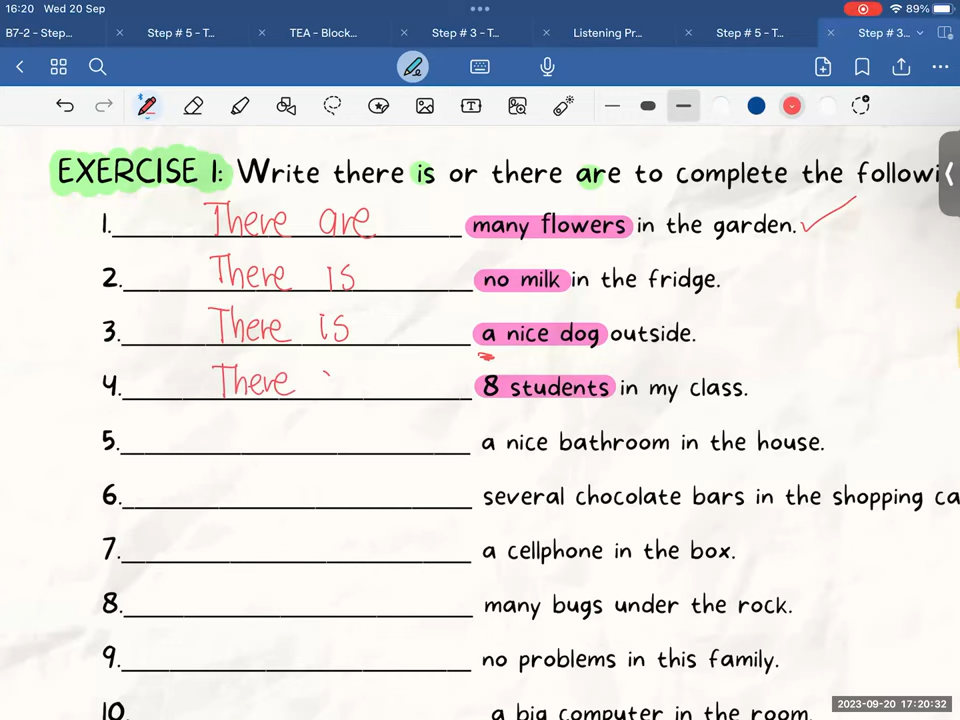 16:20 Wed 20 Sep 89%
B7-2 - Step... Step # 5 - T... TEA - Block... Step # 3 - T... Listening Pr... Step # 5 - T... Step # 3...
EXERCISE 1: Write there is or there are to complete the followi
1. There are many flowers in the garden.
2. There is no milk in the fridge.
3. There is a nice dog outside.
4. There 8 students in my class.
5. a nice bathroom in the house.
6. several chocolate bars in the shopping ca
7. a cellphone in the box.
8. many bugs under the rock.
9. no problems in this family.
10. a big computer in the room.
2023-09-20 17:20:32